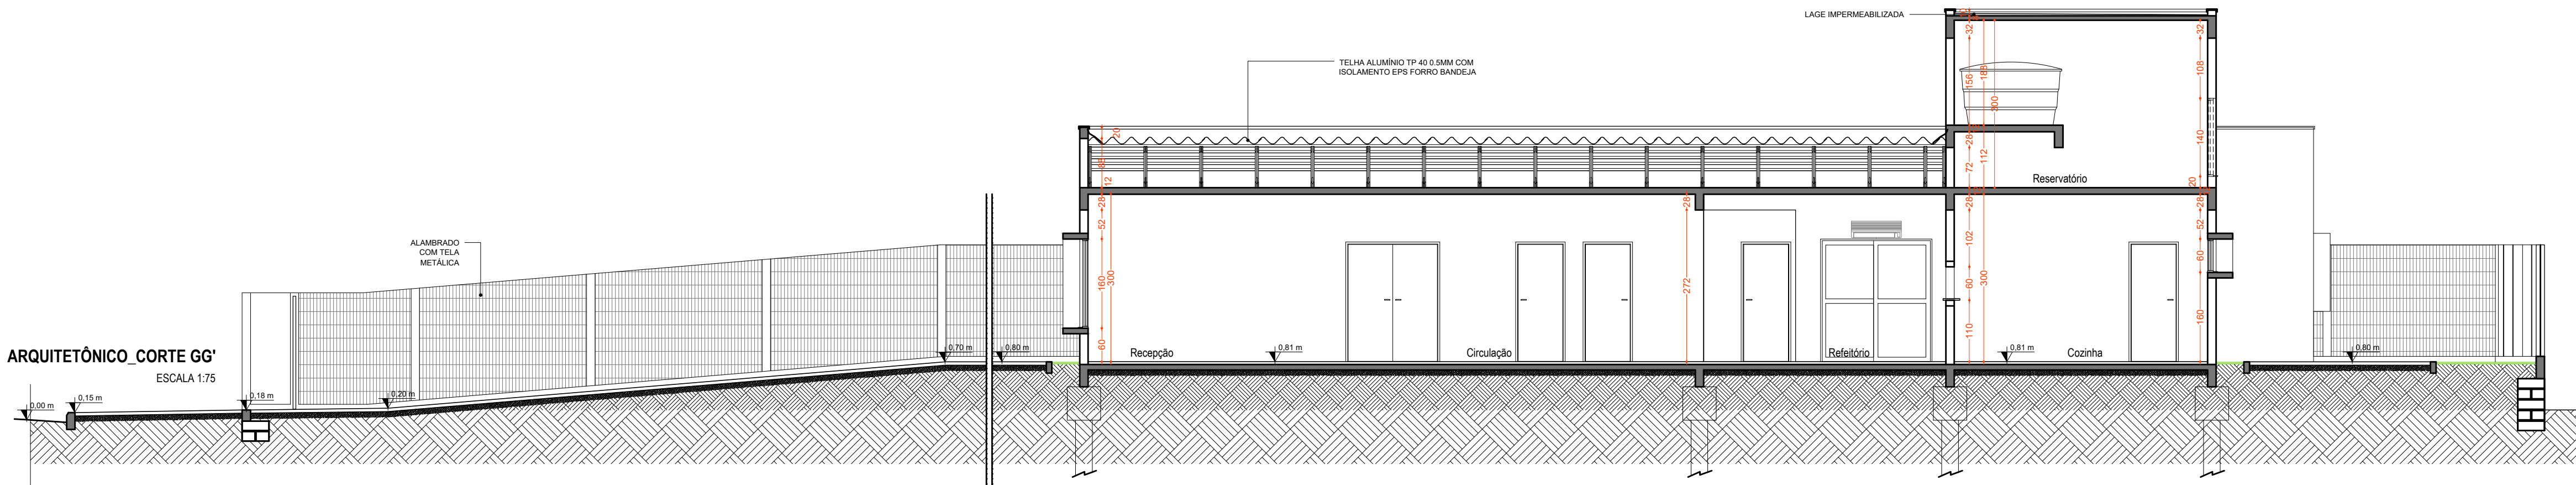 LAGE IMPERMEABILIZADA
TELHA ALUMÍNIO TP 40 0.5MM COM
ISOLAMENTO EPS FORRO BANDEJA
ALAMBRADO
COM TELA
METÁLICA
ARQUITETÔNICO_CORTE GG'
ESCALA 1:75
0,00 m
0,15 m
0,18 m
0,20 m
0,70 m
0,80 m
20
12
28
52
160
300
60
Recepção
0,81 m
Circulação
28
272
Refeitório
32
156
188
300
28
72
112
28
102
60
300
110
0,81 m
Cozinha
Reservatório
32
108
140
20
28
52
60
160
0,80 m